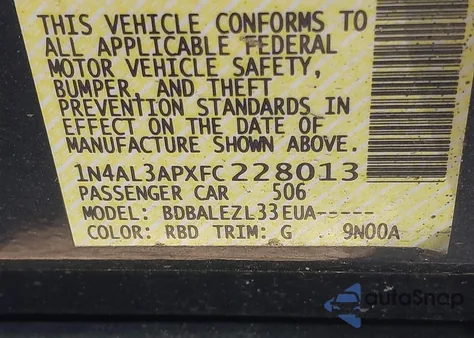 THIS VEHICLE CONFORMS TO
ALL APPLICABLE FEDERAL
MOTOR VEHICLE SAFETY,
BUMPER, AND THEFT
PREVENTION STANDARDS IN
EFFECT ON THE DATE OF
MANUFACTURE SHOWN ABOVE.
1N4AL3APXFC228013
PASSENGER CAR 506
MODEL: BDBALEZL33EUA-----
COLOR: RBD TRIM: G 9N00A
autoSnap